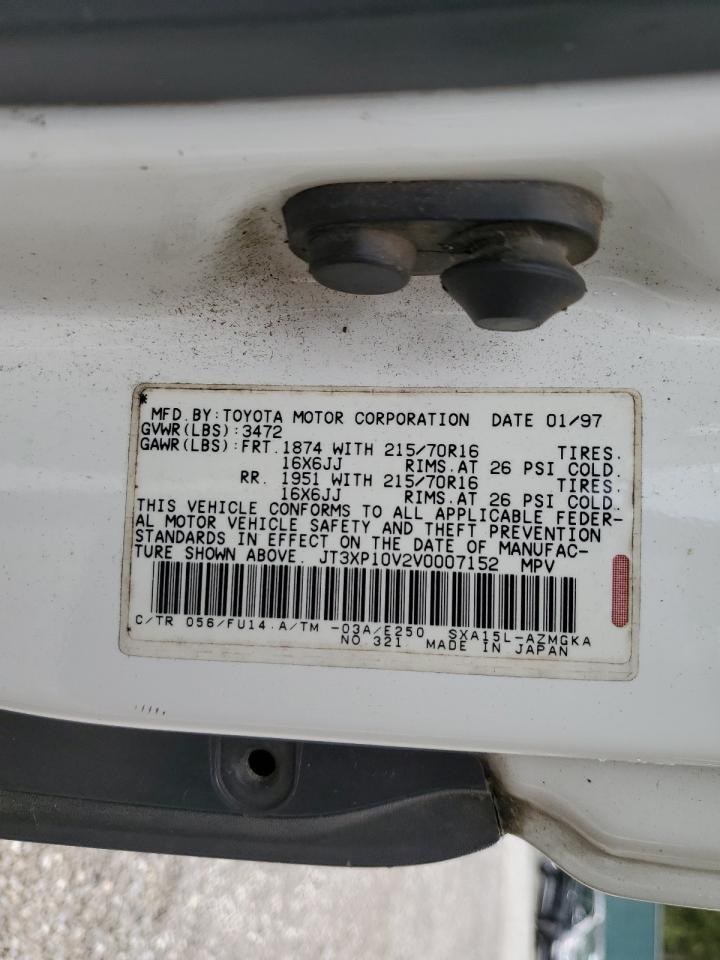 *
MFD.BY:TOYOTA MOTOR CORPORATION DATE 01/97
GVWR(LBS):3472
GAWR(LBS):FRT.1874 WITH 215/70R16 TIRES.
16X6JJ RIMS.AT 26 PSI COLD.
RR. 1951 WITH 215/70R16 TIRES.
16X6JJ RIMS.AT 26 PSI COLD.
THIS VEHICLE CONFORMS TO ALL APPLICABLE FEDER-
AL MOTOR VEHICLE SAFETY AND THEFT PREVENTION
STANDARDS IN EFFECT ON THE DATE OF MANUFAC-
TURE SHOWN ABOVE. JT3XP10V2V0007152 MPV
C/TR 056/FU14.A/TM -03A/E250 SXA15L-AZMGKA
NO 321 MADE IN JAPAN